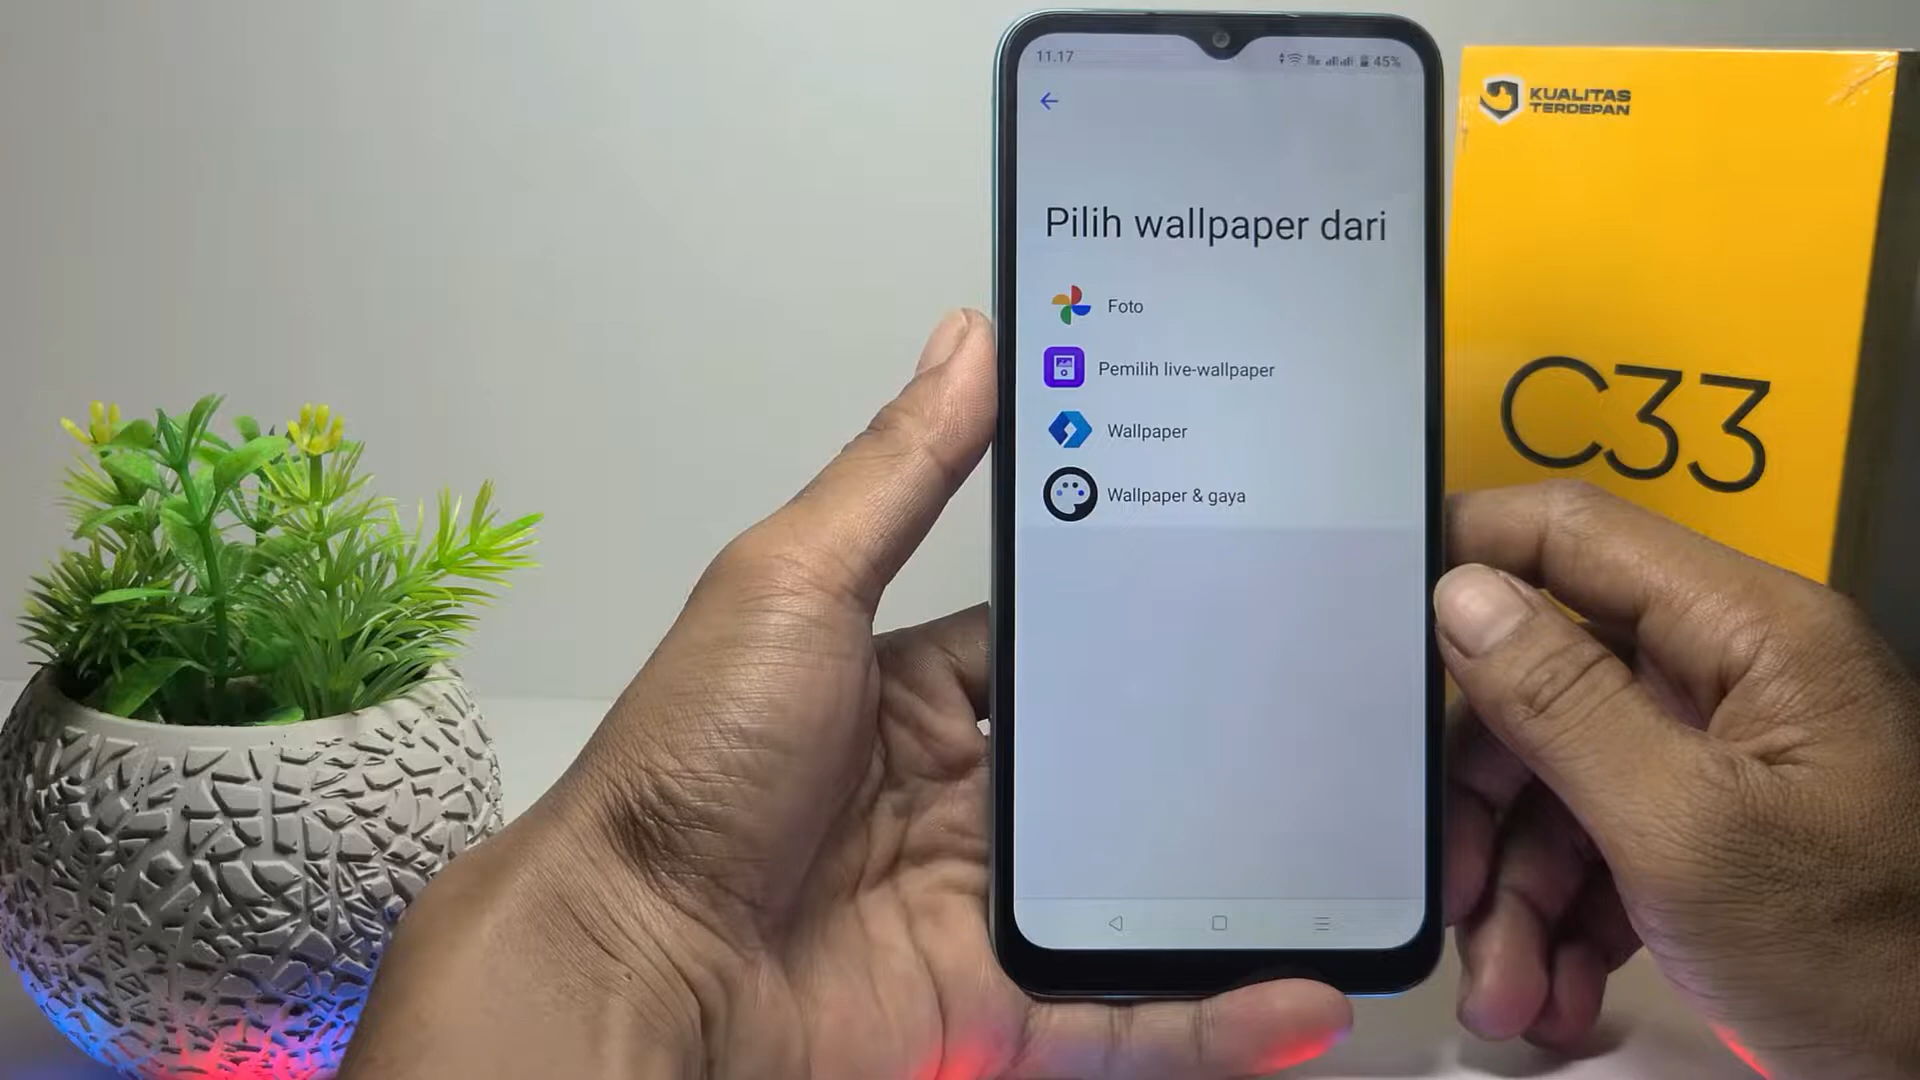 11.17
45%
Pilih wallpaper dari
Foto
Pemilih live-wallpaper
Wallpaper
Wallpaper & gaya
KUALITAS
TERDEPAN
C33